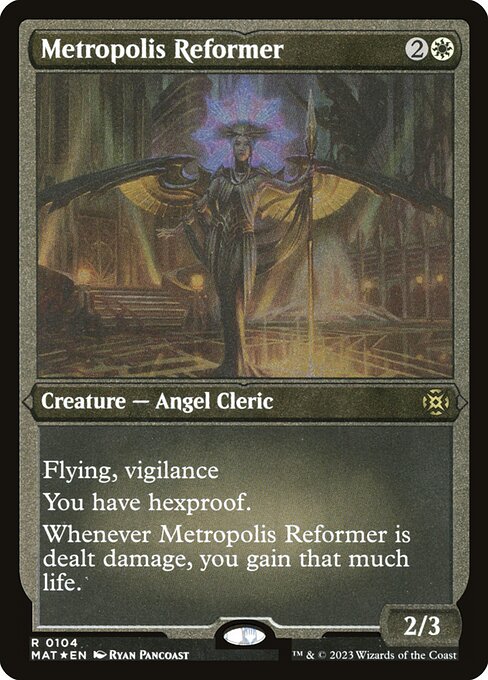 Metropolis Reformer 2
Creature — Angel Cleric
Flying, vigilance
You have hexproof.
Whenever Metropolis Reformer is
dealt damage, you gain that much
life.
2/3
R 0104
MAT★EN Ryan Pancoast
™ & © 2023 Wizards of the Coast